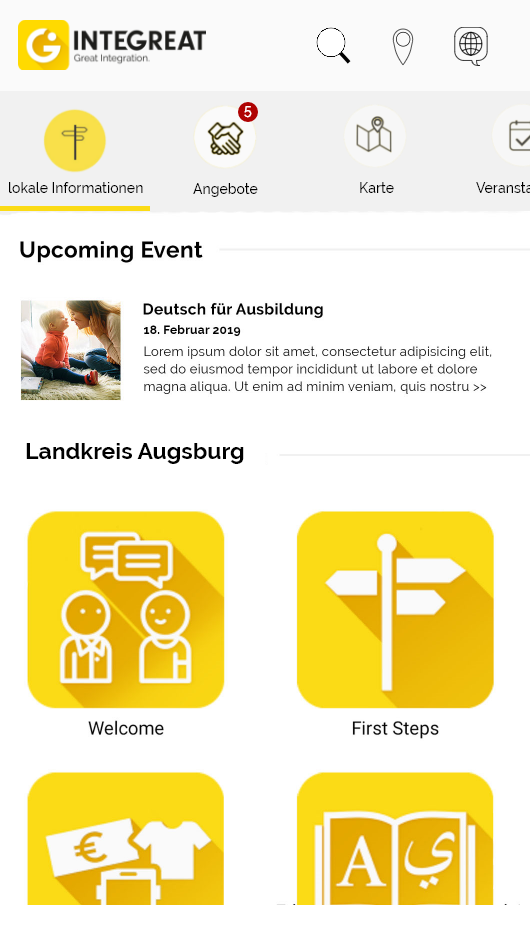 INTEGREAT
Great Integration.
5
lokale Informationen
Angebote
Karte
Veransta
Upcoming Event
Deutsch für Ausbildung
18. Februar 2019
Lorem ipsum dolor sit amet, consectetur adipisicing elit,
sed do eiusmod tempor incididunt ut labore et dolore
magna aliqua. Ut enim ad minim veniam, quis nostru >>
Landkreis Augsburg
Welcome
First Steps
€
A ي